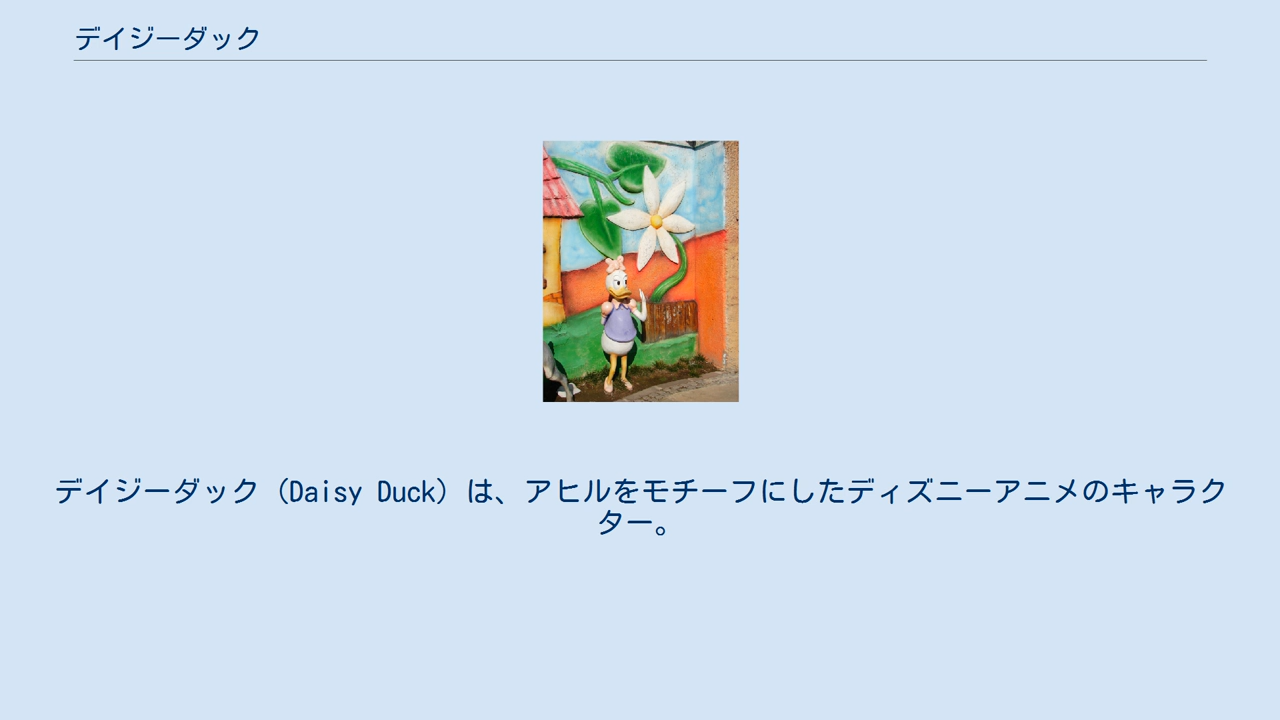 デイジーダック
デイジーダック（Daisy Duck）は、アヒルをモチーフにしたディズニーアニメのキャラク
ター。